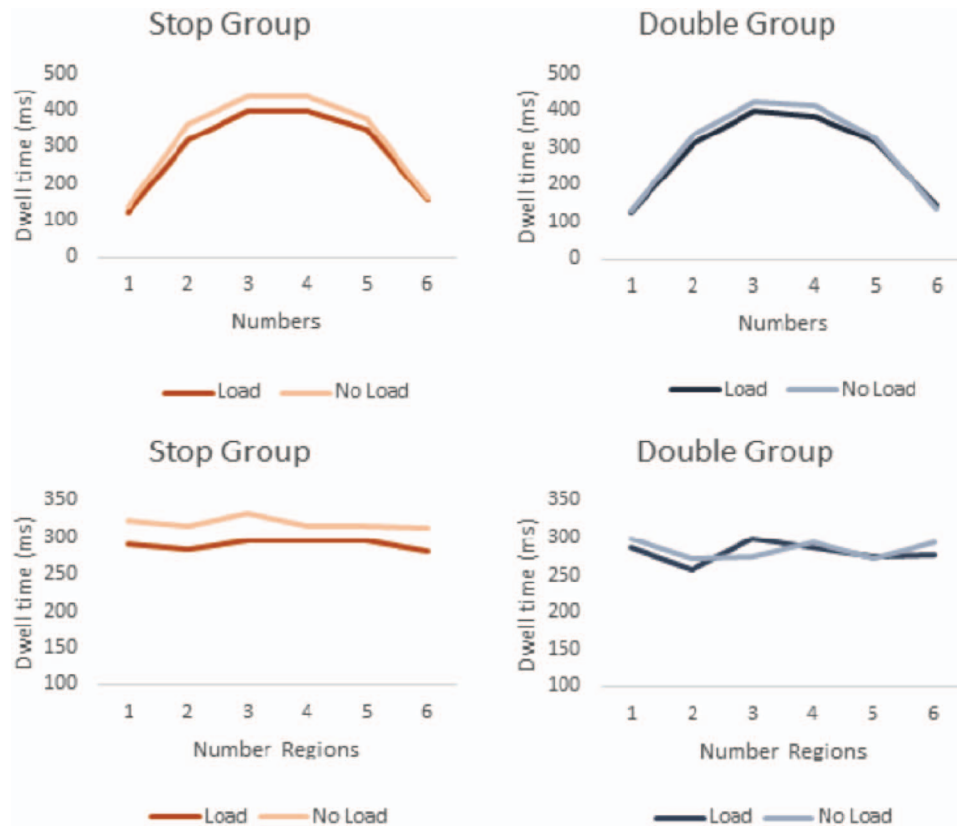 Stop Group
Dwell time (ms)
500
400
300
200
100
0
1 2 3 4 5 6
Numbers
Load No Load
Double Group
Dwell time (ms)
500
400
300
200
100
0
1 2 3 4 5 6
Numbers
Load No Load
Stop Group
Dwell time (ms)
350
300
250
200
150
100
1 2 3 4 5 6
Number Regions
Load No Load
Double Group
Dwell time (ms)
350
300
250
200
150
100
1 2 3 4 5 6
Number Regions
Load No Load